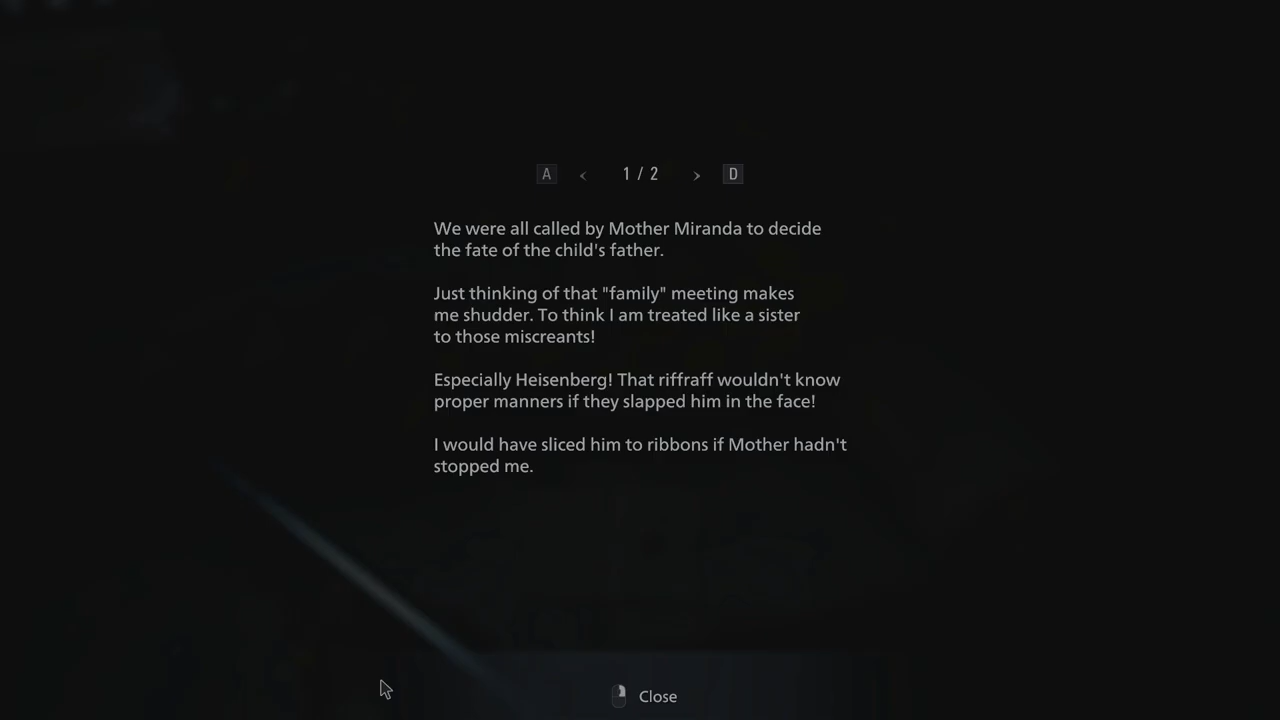 A < 1 / 2 > D
We were all called by Mother Miranda to decide
the fate of the child's father.
Just thinking of that "family" meeting makes
me shudder. To think I am treated like a sister
to those miscreants!
Especially Heisenberg! That riffraff wouldn't know
proper manners if they slapped him in the face!
I would have sliced him to ribbons if Mother hadn't
stopped me.
Close